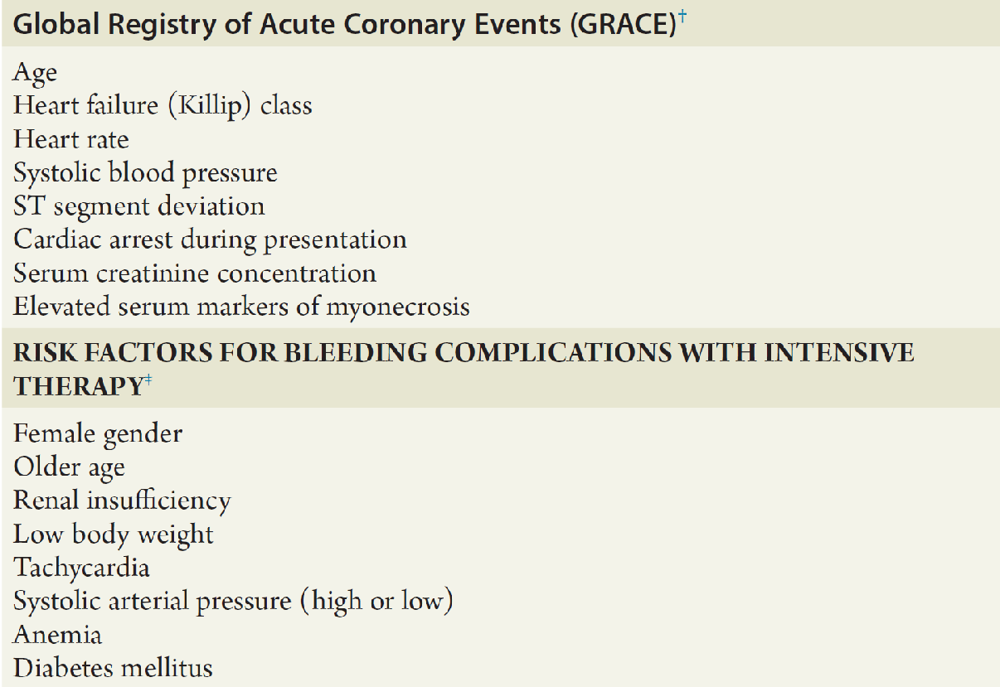 Global Registry of Acute Coronary Events (GRACE)†
Age
Heart failure (Killip) class
Heart rate
Systolic blood pressure
ST segment deviation
Cardiac arrest during presentation
Serum creatinine concentration
Elevated serum markers of myonecrosis
RISK FACTORS FOR BLEEDING COMPLICATIONS WITH INTENSIVE
THERAPY‡
Female gender
Older age
Renal insufficiency
Low body weight
Tachycardia
Systolic arterial pressure (high or low)
Anemia
Diabetes mellitus